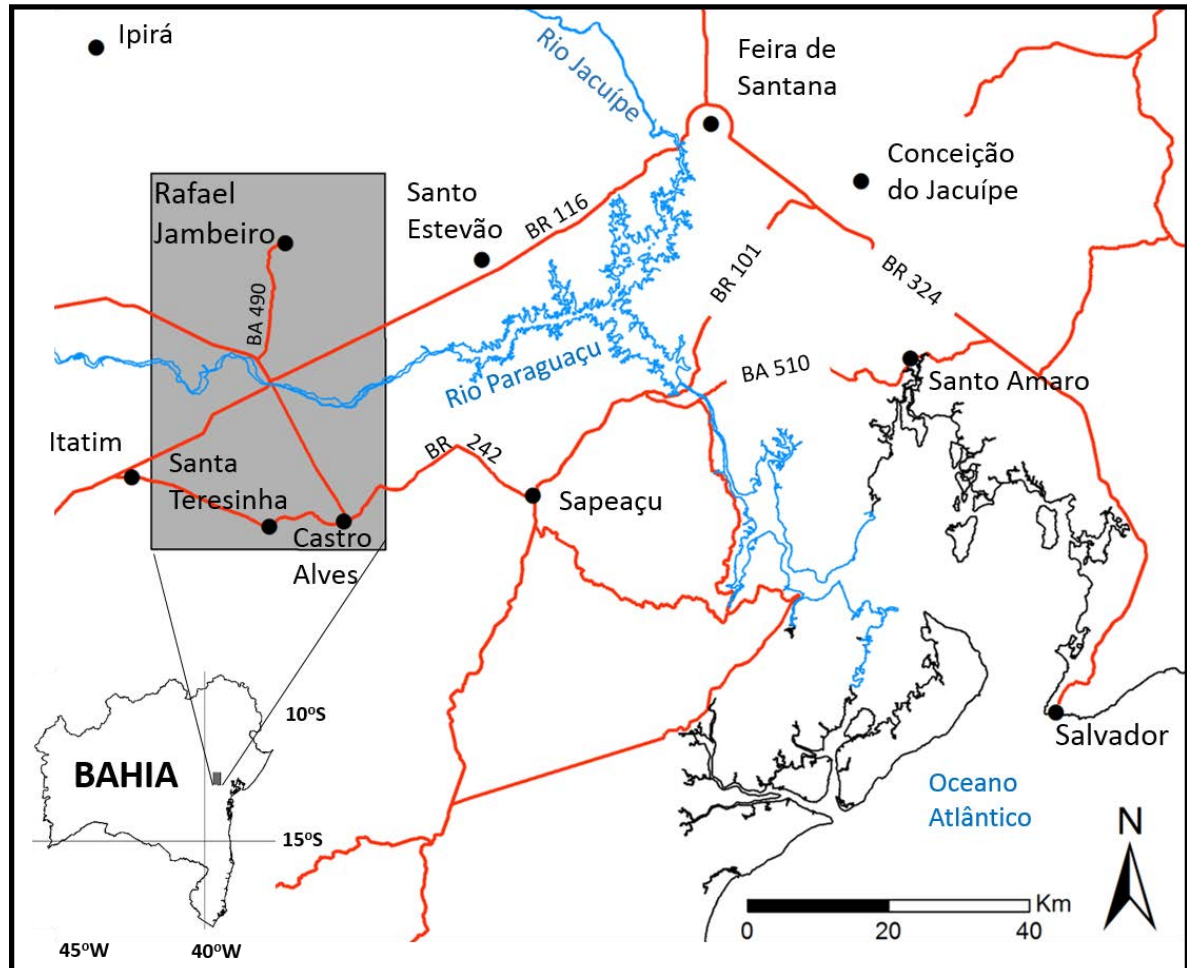 Ipirá
Rio Jacuípe
Feira de
Santana
Conceição
do Jacuípe
Rafael
Jambeiro
Santo
Estevão
BR 116
BA 490
BR 101
BR 324
Rio Paraguaçu
BA 510
Santo Amaro
Itatim
Santa
Teresinha
BR 242
Castro
Alves
Sapeaçu
Salvador
Oceano
Atlântico
BAHIA
10ºS
15ºS
45ºW
40ºW
N
Km
0 20 40